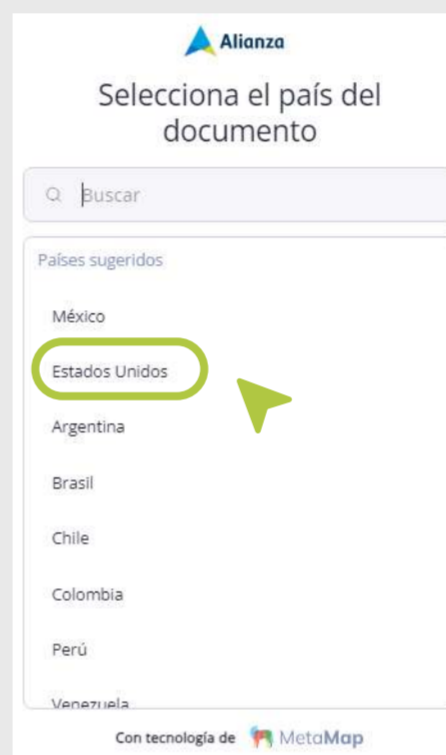 Alianza
Selecciona el país del
documento
Buscar
Países sugeridos
México
Estados Unidos
Argentina
Brasil
Chile
Colombia
Perú
Venezuela
Con tecnología de MetaMap